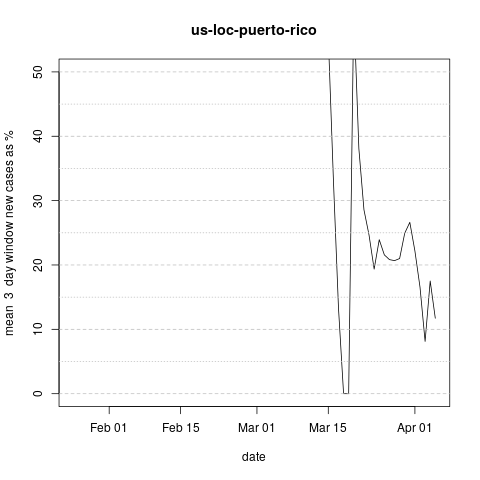 us-loc-puerto-rico
mean 3 day window new cases as %
50
40
30
20
10
0
Feb 01
Feb 15
Mar 01
Mar 15
Apr 01
date